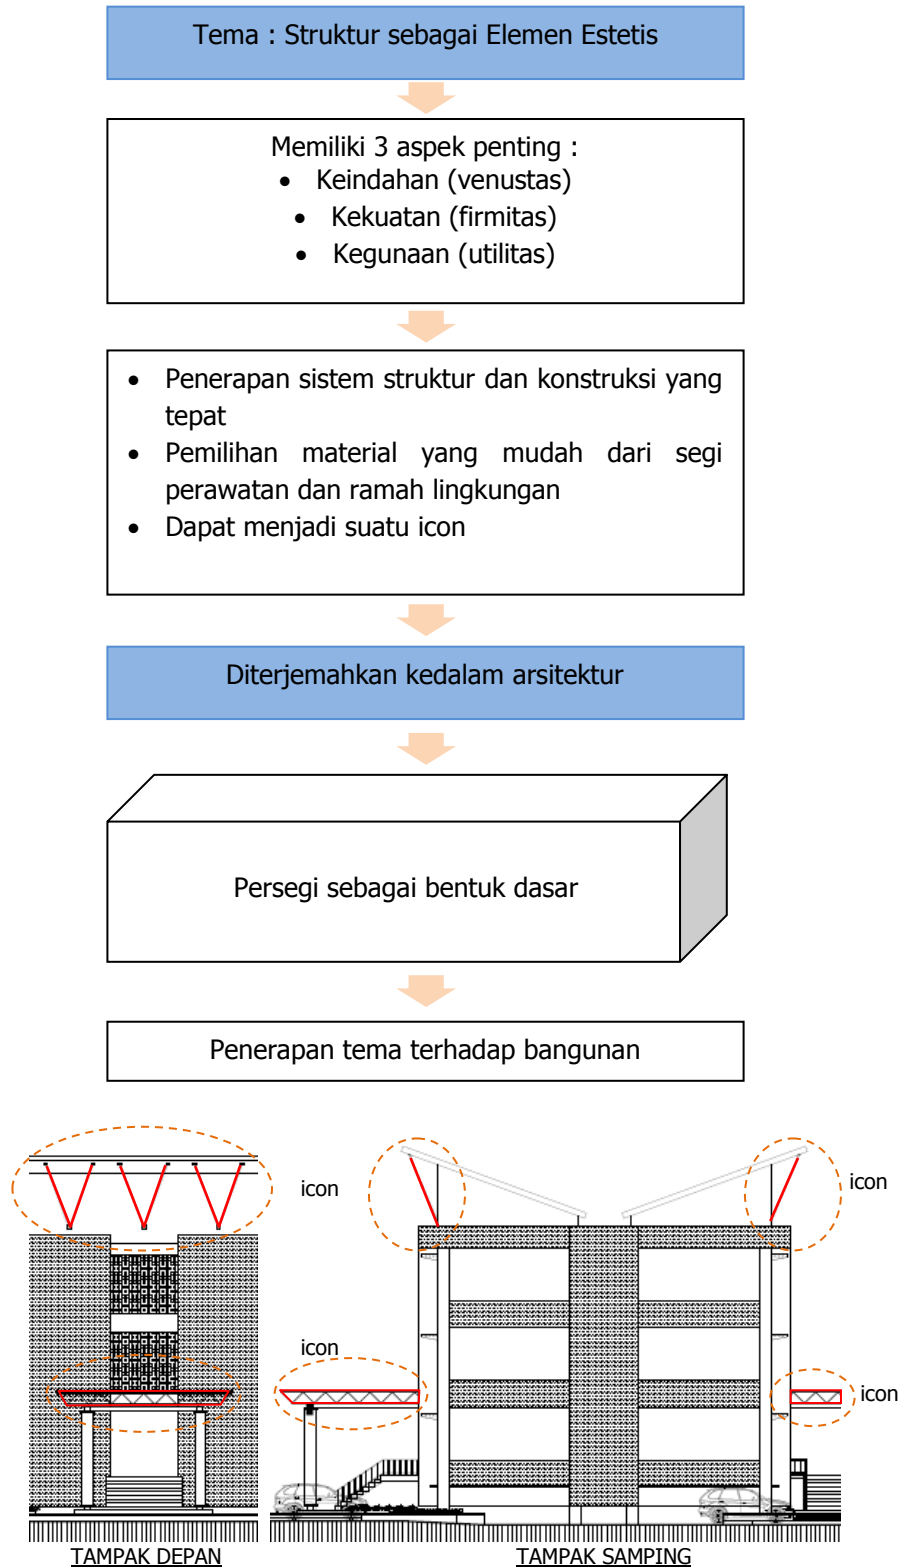 Tema : Struktur sebagai Elemen Estetis
Memiliki 3 aspek penting :
• Keindahan (venustas)
• Kekuatan (firmitas)
• Kegunaan (utilitas)
• Penerapan sistem struktur dan konstruksi yang
tepat
• Pemilihan material yang mudah dari segi
perawatan dan ramah lingkungan
• Dapat menjadi suatu icon
Diterjemahkan kedalam arsitektur
Persegi sebagai bentuk dasar
Penerapan tema terhadap bangunan
icon
icon
icon
icon
TAMPAK DEPAN
TAMPAK SAMPING